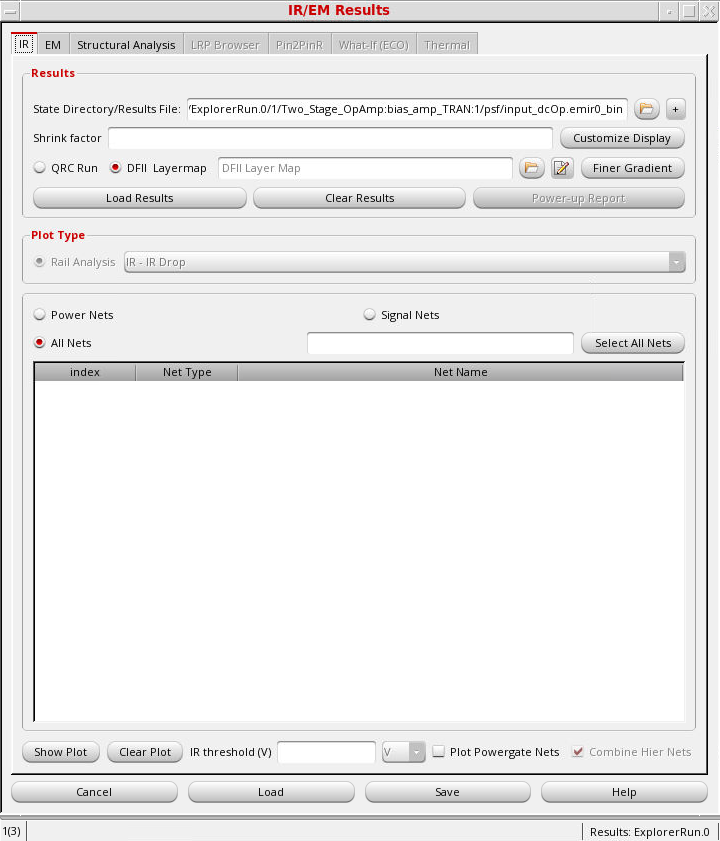 IR/EM Results
IR EM Structural Analysis LRP Browser Pin2PinR What-If (ECO) Thermal
Results
State Directory/Results File: /ExplorerRun.0/1/Two_Stage_OpAmp:bias_amp_TRAN:1/psf/input_dcOp.emir0_bin +
Shrink factor Customize Display
QRC Run DFII Layermap DFII Layer Map Finer Gradient
Load Results Clear Results Power-up Report
Plot Type
Rail Analysis IR - IR Drop
Power Nets Signal Nets
All Nets Select All Nets
index Net Type Net Name
Show Plot Clear Plot IR threshold (V) V Plot Powergate Nets Combine Hier Nets
Cancel Load Save Help
1(3) Results: ExplorerRun.0